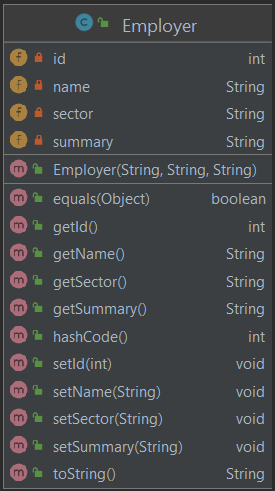 C Employer
f id int
f name String
f sector String
f summary String
m Employer(String, String, String)
m equals(Object) boolean
m getId() int
m getName() String
m getSector() String
m getSummary() String
m hashCode() int
m setId(int) void
m setName(String) void
m setSector(String) void
m setSummary(String) void
m toString() String